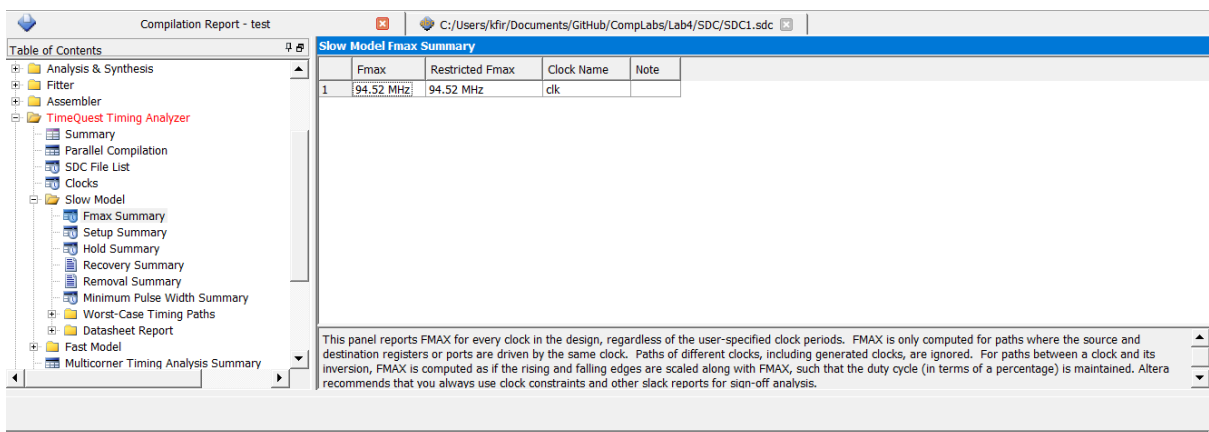 Compilation Report - test
C:/Users/kfir/Documents/GitHub/CompLabs/Lab4/SDC/SDC1.sdc
Table of Contents
Analysis & Synthesis
Fitter
Assembler
TimeQuest Timing Analyzer
Summary
Parallel Compilation
SDC File List
Clocks
Slow Model
Fmax Summary
Setup Summary
Hold Summary
Recovery Summary
Removal Summary
Minimum Pulse Width Summary
Worst-Case Timing Paths
Datasheet Report
Fast Model
Multicorner Timing Analysis Summary
Slow Model Fmax Summary
Fmax Restricted Fmax Clock Name Note
1 94.52 MHz 94.52 MHz clk
This panel reports FMAX for every clock in the design, regardless of the user-specified clock periods. FMAX is only computed for paths where the source and
destination registers or ports are driven by the same clock. Paths of different clocks, including generated clocks, are ignored. For paths between a clock and its
inversion, FMAX is computed as if the rising and falling edges are scaled along with FMAX, such that the duty cycle (in terms of a percentage) is maintained. Altera
recommends that you always use clock constraints and other slack reports for sign-off analysis.